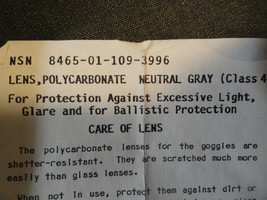 NSN 8465-01-109-3996
LENS,POLYCARBONATE NEUTRAL GRAY (Class 4
For Protection Against Excessive Light,
Glare and for Ballistic Protection
CARE OF LENS
The polycarbonate lenses for the goggles are
shatter-resistant. They are scratched much more
easily than glass lenses.
When not in use, protect them against dirt or